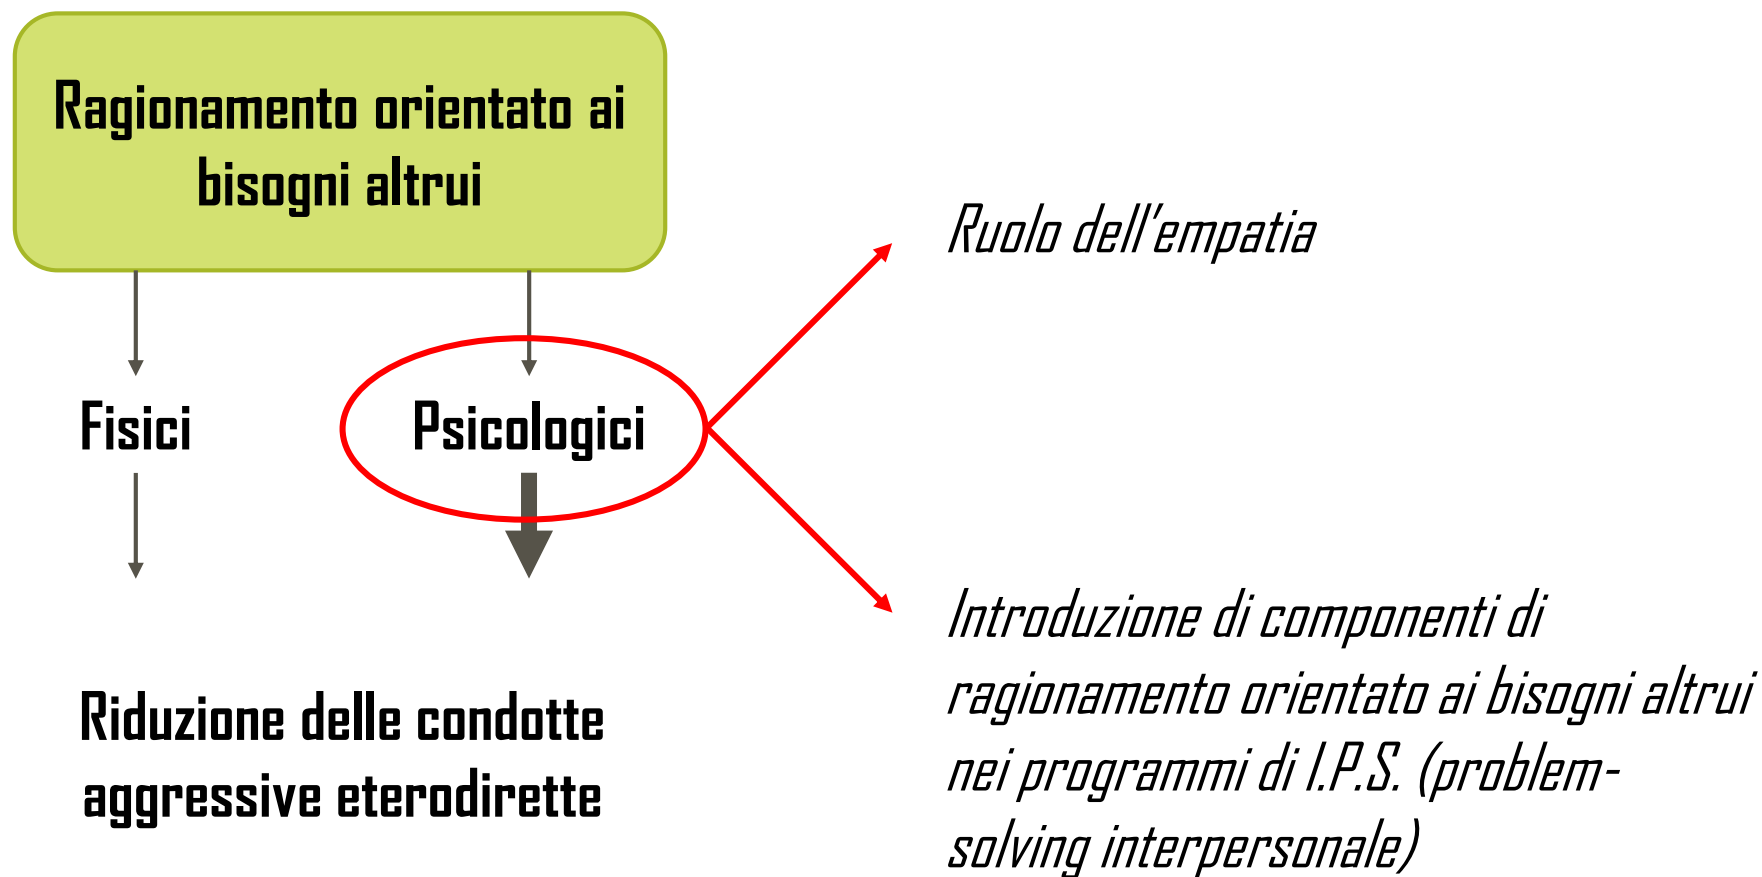 Ragionamento orientato ai
bisogni altrui
Ruolo dell'empatia
Fisici
Psicologici
Riduzione delle condotte
aggressive eterodirette
Introduzione di componenti di
ragionamento orientato ai bisogni altrui
nei programmi di I.P.S. (problem-
solving interpersonale)